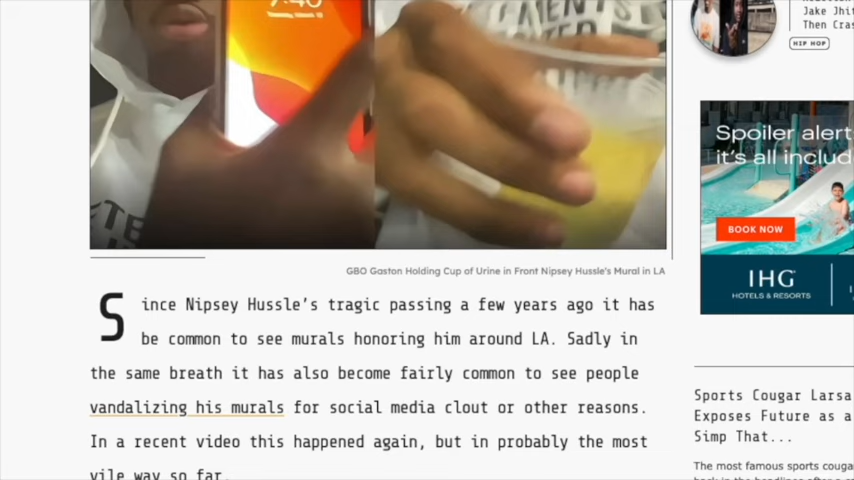 7:40
GBO Gaston Holding Cup of Urine in Front Nipsey Hussle's Mural in LA
Since Nipsey Hussle's tragic passing a few years ago it has
be common to see murals honoring him around LA. Sadly in
the same breath it has also become fairly common to see people
vandalizing his murals for social media clout or other reasons.
In a recent video this happened again, but in probably the most
vile way so far.
Jake Jhit
Then Cras
HIP HOP
Spoiler alert
it's all includ
BOOK NOW
IHG
HOTELS & RESORTS
Sports Cougar Larsa
Exposes Future as a
Simp That...
The most famous sports couga